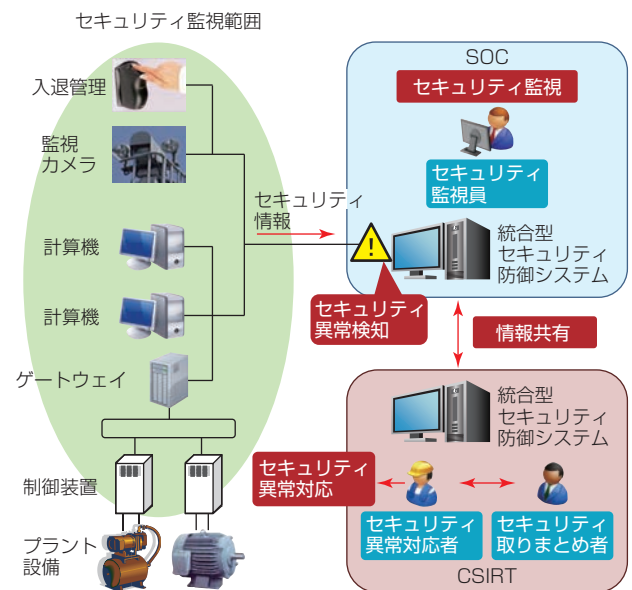 セキュリティ監視範囲
入退管理
監視
カメラ
計算機
計算機
ゲートウェイ
制御装置
プラント
設備
セキュリティ
情報
SOC
セキュリティ監視
セキュリティ
監視員
!
統合型
セキュリティ
防御システム
セキュリティ
異常検知
情報共有
統合型
セキュリティ
防御システム
セキュリティ
異常対応
セキュリティ
異常対応者
セキュリティ
取りまとめ者
CSIRT